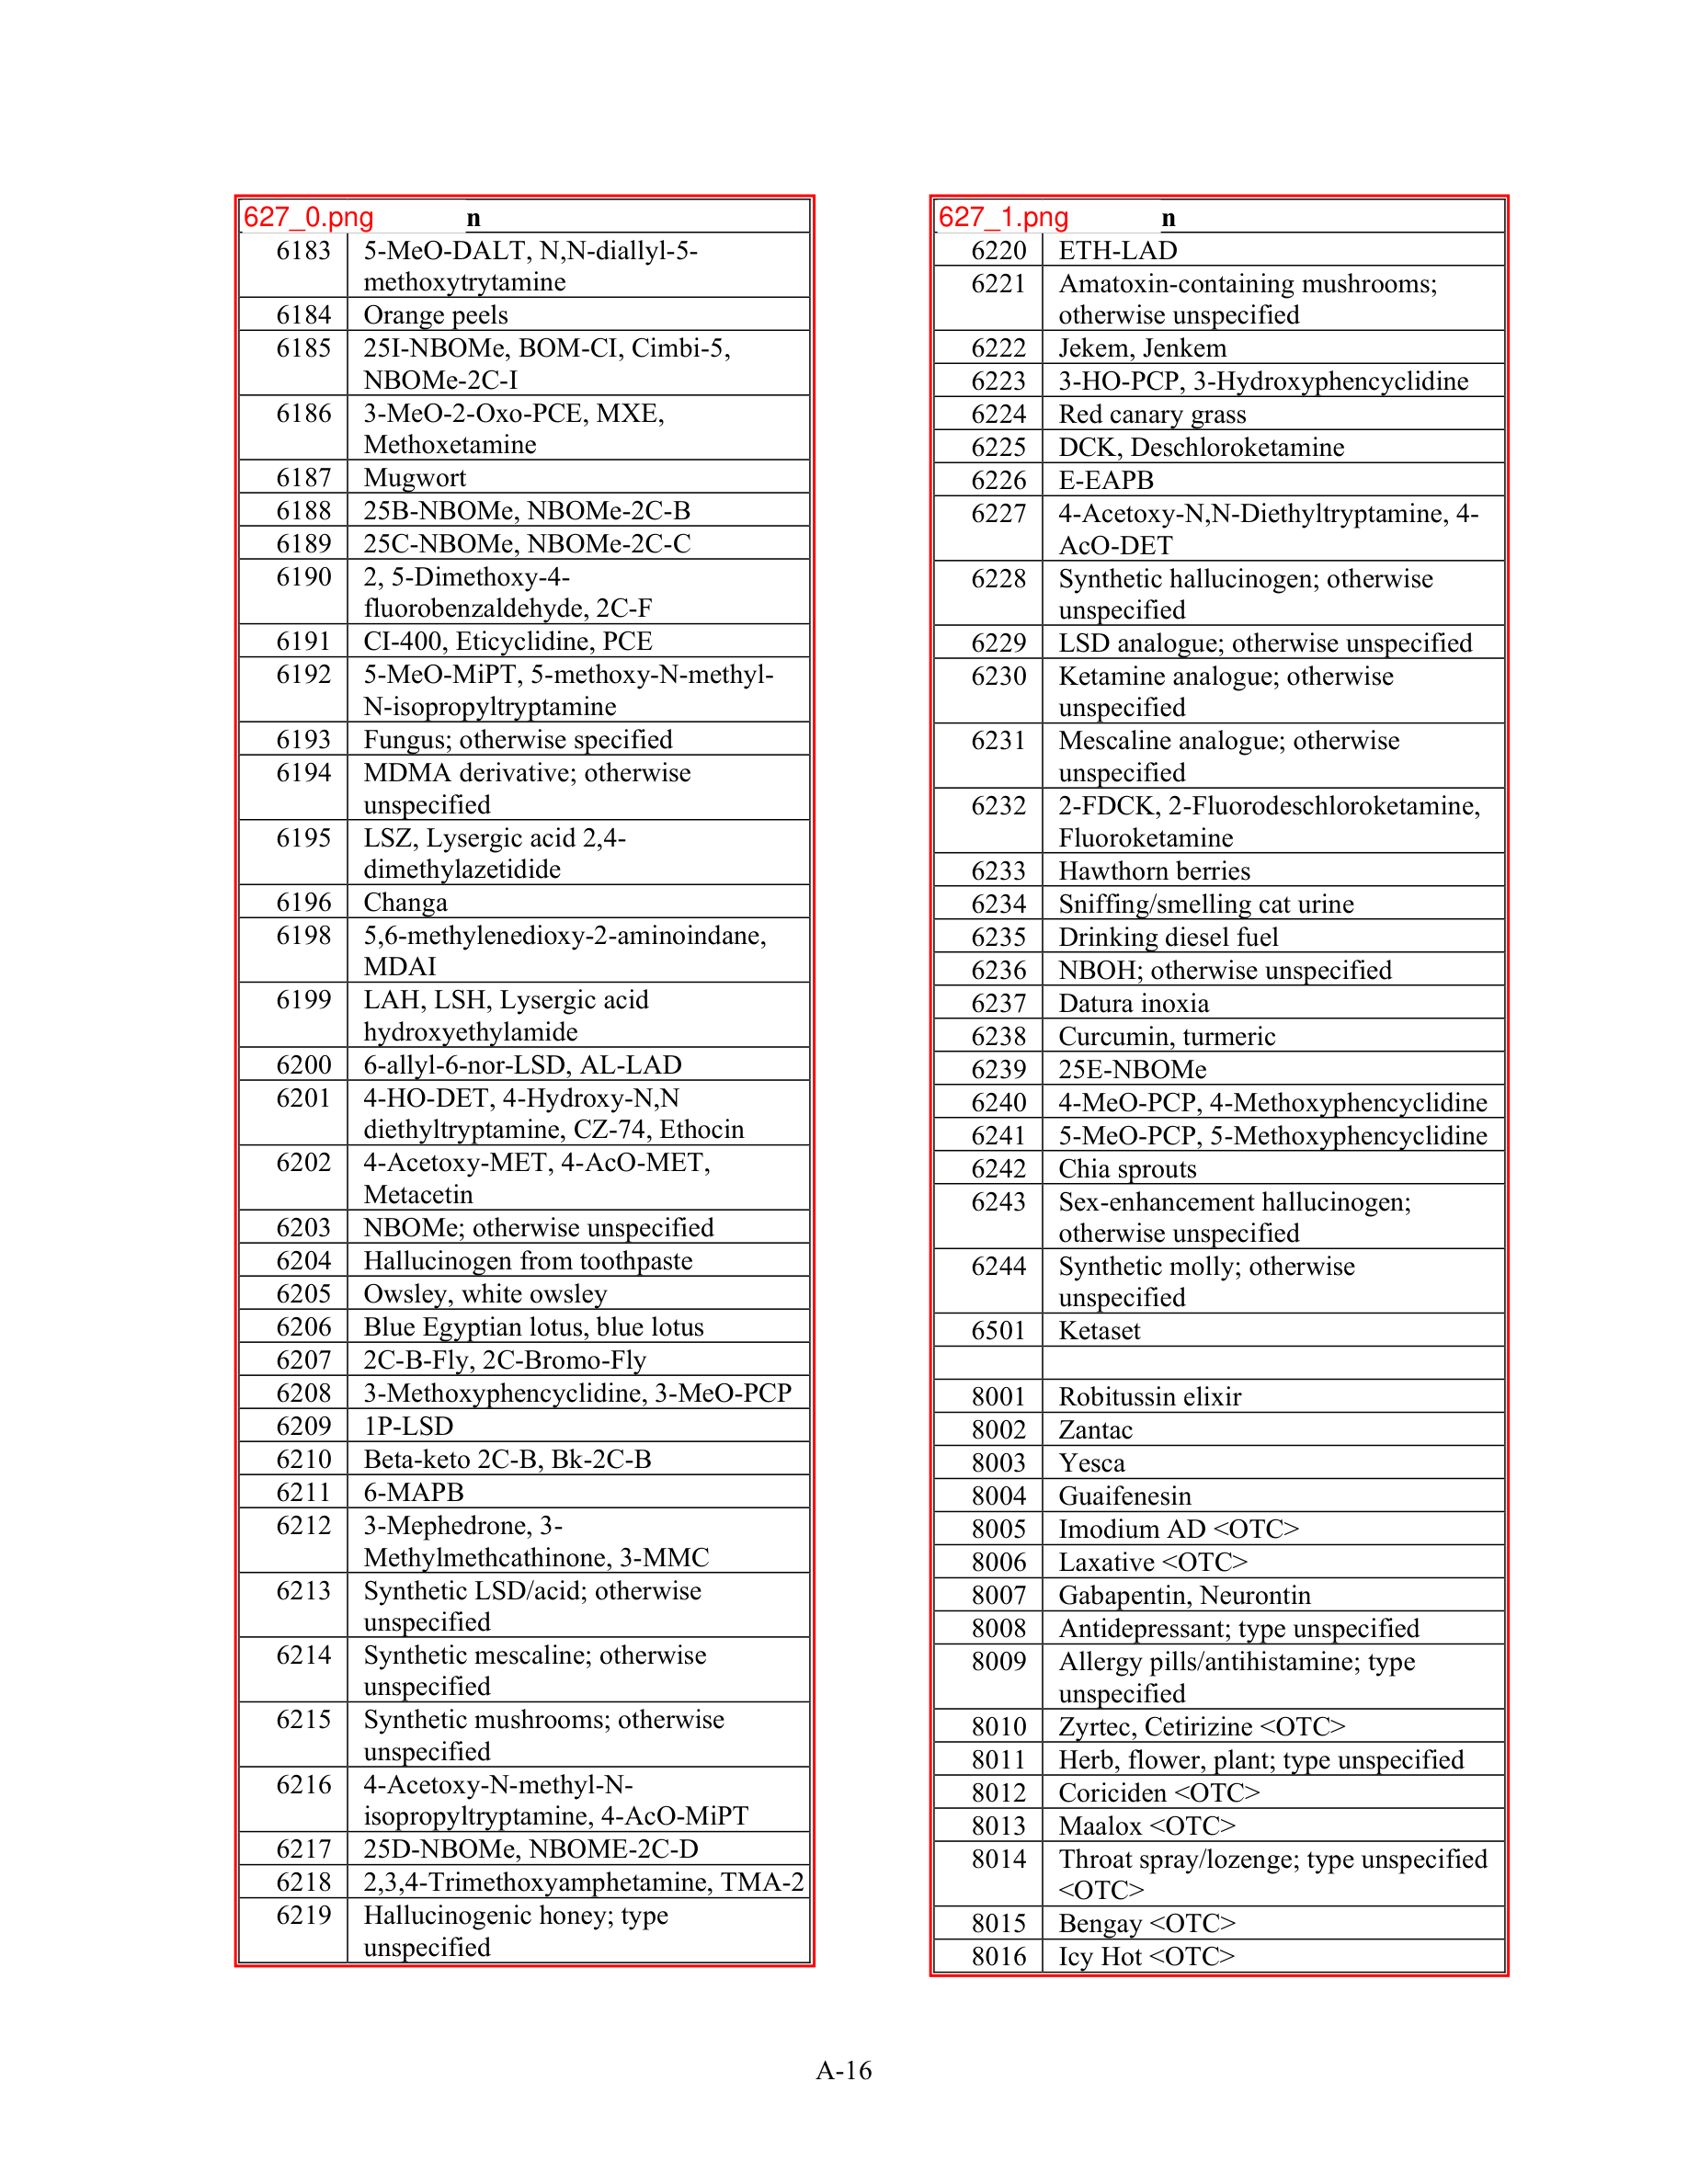 627_0.png n
6183 5-MeO-DALT, N,N-diallyl-5-
methoxytrytamine
6184 Orange peels
6185 25I-NBOMe, BOM-CI, Cimbi-5,
NBOMe-2C-I
6186 3-MeO-2-Oxo-PCE, MXE,
Methoxetamine
6187 Mugwort
6188 25B-NBOMe, NBOMe-2C-B
6189 25C-NBOMe, NBOMe-2C-C
6190 2, 5-Dimethoxy-4-
fluorobenzaldehyde, 2C-F
6191 CI-400, Eticyclidine, PCE
6192 5-MeO-MiPT, 5-methoxy-N-methyl-
N-isopropyltryptamine
6193 Fungus; otherwise specified
6194 MDMA derivative; otherwise
unspecified
6195 LSZ, Lysergic acid 2,4-
dimethylazetidide
6196 Changa
6198 5,6-methylenedioxy-2-aminoindane,
MDAI
6199 LAH, LSH, Lysergic acid
hydroxyethylamide
6200 6-allyl-6-nor-LSD, AL-LAD
6201 4-HO-DET, 4-Hydroxy-N,N
diethyltryptamine, CZ-74, Ethocin
6202 4-Acetoxy-MET, 4-AcO-MET,
Metacetin
6203 NBOMe; otherwise unspecified
6204 Hallucinogen from toothpaste
6205 Owsley, white owsley
6206 Blue Egyptian lotus, blue lotus
6207 2C-B-Fly, 2C-Bromo-Fly
6208 3-Methoxyphencyclidine, 3-MeO-PCP
6209 1P-LSD
6210 Beta-keto 2C-B, Bk-2C-B
6211 6-MAPB
6212 3-Mephedrone, 3-
Methylmethcathinone, 3-MMC
6213 Synthetic LSD/acid; otherwise
unspecified
6214 Synthetic mescaline; otherwise
unspecified
6215 Synthetic mushrooms; otherwise
unspecified
6216 4-Acetoxy-N-methyl-N-
isopropyltryptamine, 4-AcO-MiPT
6217 25D-NBOMe, NBOME-2C-D
6218 2,3,4-Trimethoxyamphetamine, TMA-2
6219 Hallucinogenic honey; type
unspecified
627_1.png n
6220 ETH-LAD
6221 Amatoxin-containing mushrooms;
otherwise unspecified
6222 Jekem, Jenkem
6223 3-HO-PCP, 3-Hydroxyphencyclidine
6224 Red canary grass
6225 DCK, Deschloroketamine
6226 E-EAPB
6227 4-Acetoxy-N,N-Diethyltryptamine, 4-
AcO-DET
6228 Synthetic hallucinogen; otherwise
unspecified
6229 LSD analogue; otherwise unspecified
6230 Ketamine analogue; otherwise
unspecified
6231 Mescaline analogue; otherwise
unspecified
6232 2-FDCK, 2-Fluorodeschloroketamine,
Fluoroketamine
6233 Hawthorn berries
6234 Sniffing/smelling cat urine
6235 Drinking diesel fuel
6236 NBOH; otherwise unspecified
6237 Datura inoxia
6238 Curcumin, turmeric
6239 25E-NBOMe
6240 4-MeO-PCP, 4-Methoxyphencyclidine
6241 5-MeO-PCP, 5-Methoxyphencyclidine
6242 Chia sprouts
6243 Sex-enhancement hallucinogen;
otherwise unspecified
6244 Synthetic molly; otherwise
unspecified
6501 Ketaset
8001 Robitussin elixir
8002 Zantac
8003 Yesca
8004 Guaifenesin
8005 Imodium AD <OTC>
8006 Laxative <OTC>
8007 Gabapentin, Neurontin
8008 Antidepressant; type unspecified
8009 Allergy pills/antihistamine; type
unspecified
8010 Zyrtec, Cetirizine <OTC>
8011 Herb, flower, plant; type unspecified
8012 Coriciden <OTC>
8013 Maalox <OTC>
8014 Throat spray/lozenge; type unspecified
<OTC>
8015 Bengay <OTC>
8016 Icy Hot <OTC>
A-16